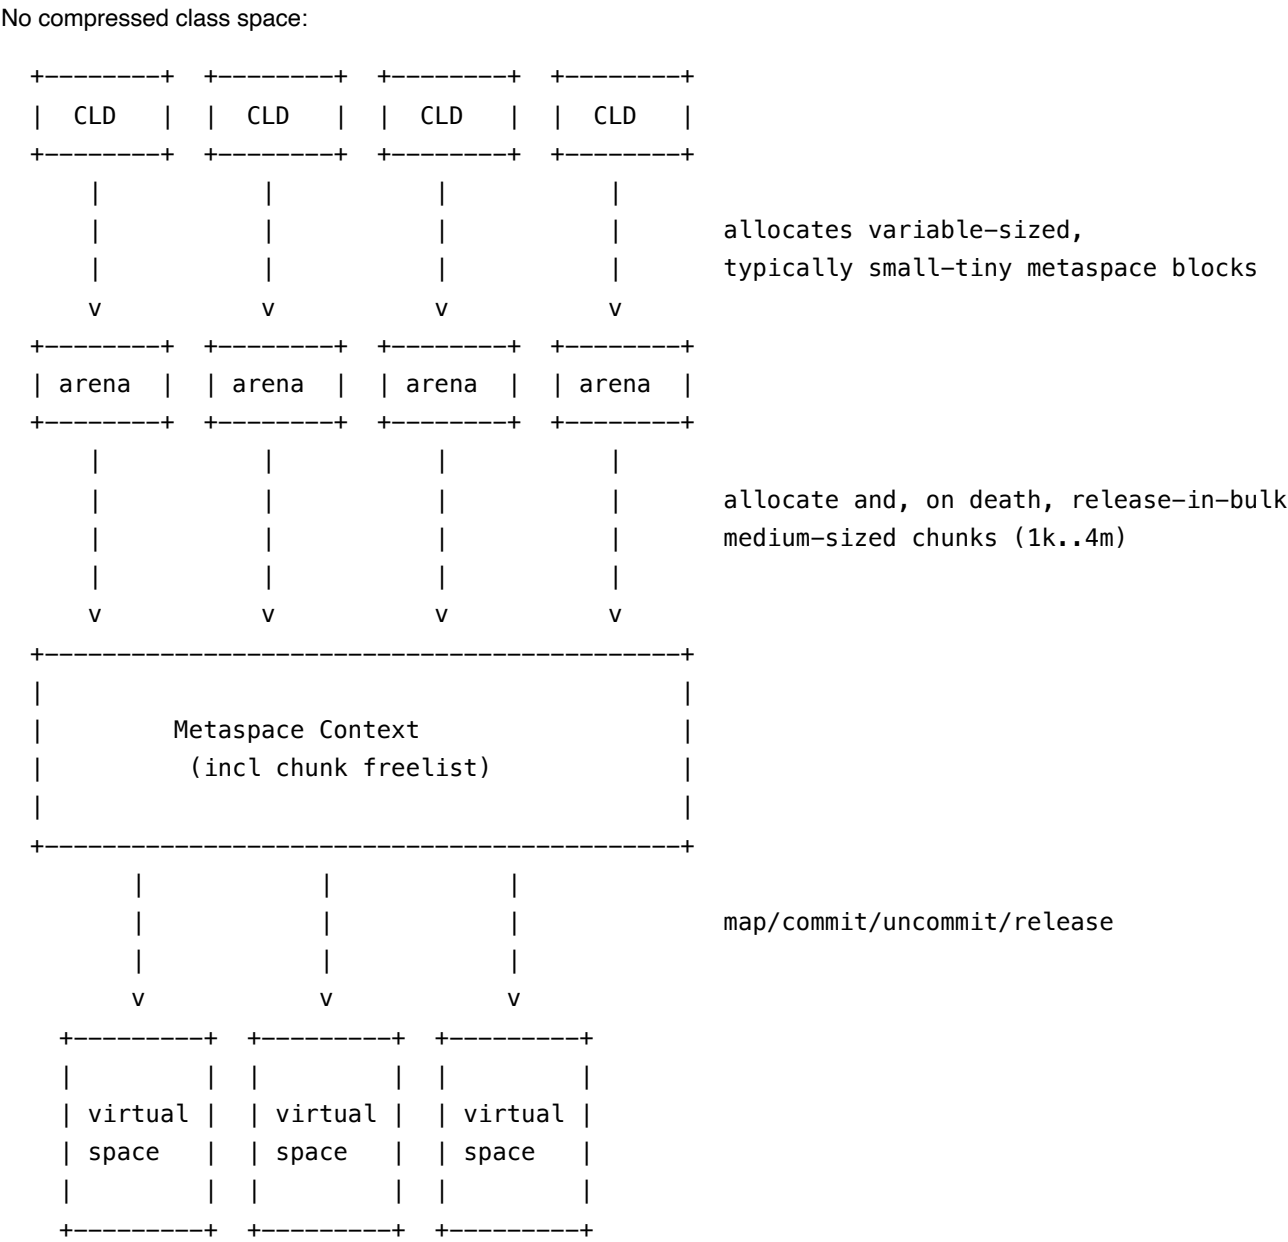 No compressed class space:
+--------+  +--------+  +--------+  +--------+
|  CLD   |  |  CLD   |  |  CLD   |  |  CLD   |
+--------+  +--------+  +--------+  +--------+
    |           |           |           |
    |           |           |           |       allocates variable-sized,
    |           |           |           |       typically small-tiny metaspace blocks
    v           v           v           v
+--------+  +--------+  +--------+  +--------+
| arena  |  | arena  |  | arena  |  | arena  |
+--------+  +--------+  +--------+  +--------+
    |           |           |           |
    |           |           |           |       allocate and, on death, release-in-bulk
    |           |           |           |       medium-sized chunks (1k..4m)
    |           |           |           |
    v           v           v           v
+--------------------------------------------+
|                                            |
|         Metaspace Context                  |
|          (incl chunk freelist)             |
|                                            |
+--------------------------------------------+
       |            |            |
       |            |            |              map/commit/uncommit/release
       |            |            |
       v            v            v
  +---------+  +---------+  +---------+
  |         |  |         |  |         |
  | virtual |  | virtual |  | virtual |
  | space   |  | space   |  | space   |
  |         |  |         |  |         |
  +---------+  +---------+  +---------+